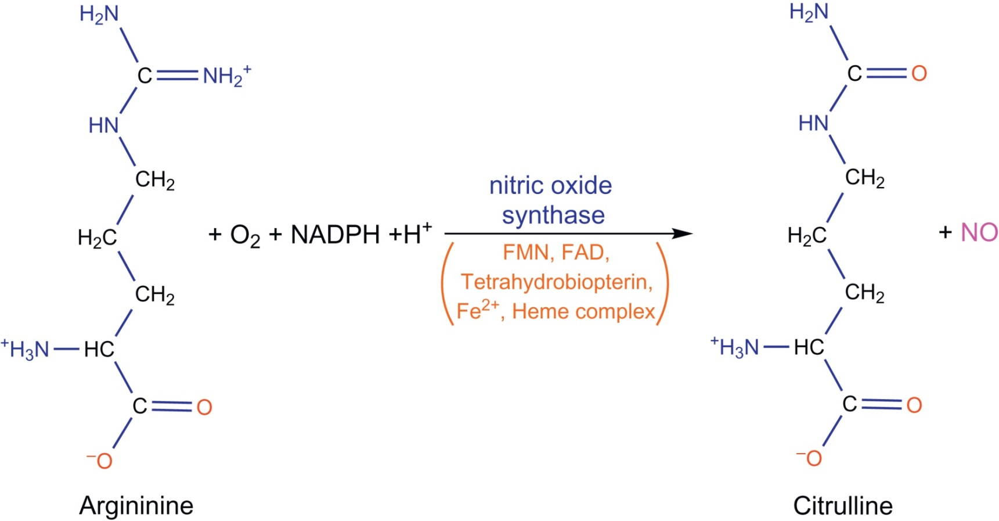 H₂N
C NH₂⁺
HN
CH₂
H₂C
CH₂
⁺H₃N HC
C O
⁻O
Argininine
+ O₂ + NADPH +H⁺
nitric oxide
synthase
FMN, FAD,
Tetrahydrobiopterin,
Fe²⁺, Heme complex
H₂N
C O
HN
CH₂
H₂C
CH₂
⁺H₃N HC
C O
⁻O
Citrulline
+ NO